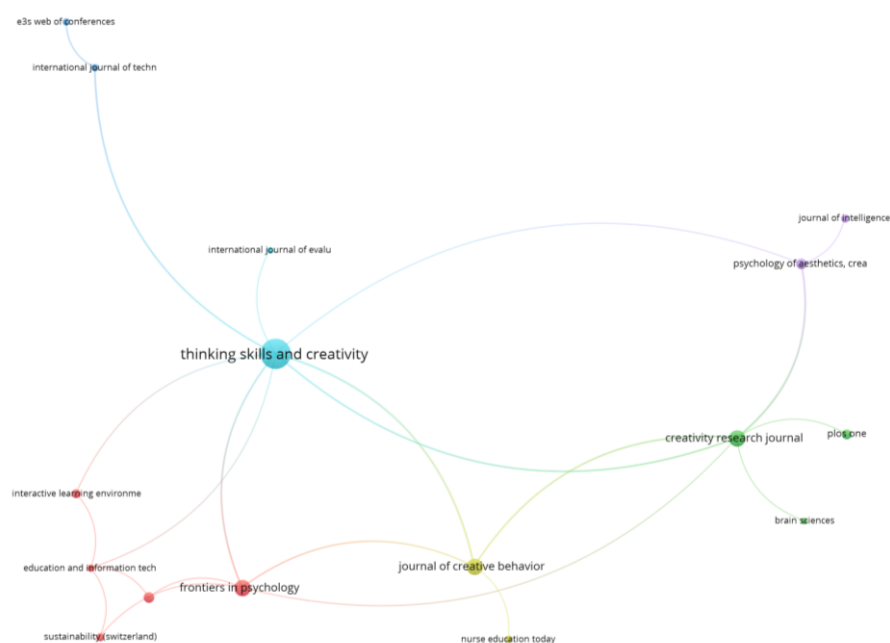 e3s web of conferences
international journal of techn
journal of intelligence
international journal of evalu
psychology of aesthetics, crea
thinking skills and creativity
creativity research journal
plos one
interactive learning environme
brain sciences
education and information tech
journal of creative behavior
frontiers in psychology
sustainability (switzerland)
nurse education today